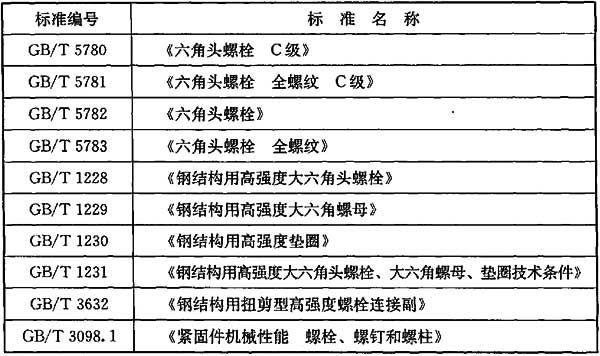 标准编号 标准名称
GB/T 5780 《六角头螺栓 C级》
GB/T 5781 《六角头螺栓 全螺纹 C级》
GB/T 5782 《六角头螺栓》
GB/T 5783 《六角头螺栓 全螺纹》
GB/T 1228 《钢结构用高强度大六角头螺栓》
GB/T 1229 《钢结构用高强度大六角螺母》
GB/T 1230 《钢结构用高强度垫圈》
GB/T 1231 《钢结构用高强度大六角头螺栓、大六角螺母、垫圈技术条件》
GB/T 3632 《钢结构用扭剪型高强度螺栓连接副》
GB/T 3098.1 《紧固件机械性能 螺栓、螺钉和螺柱》